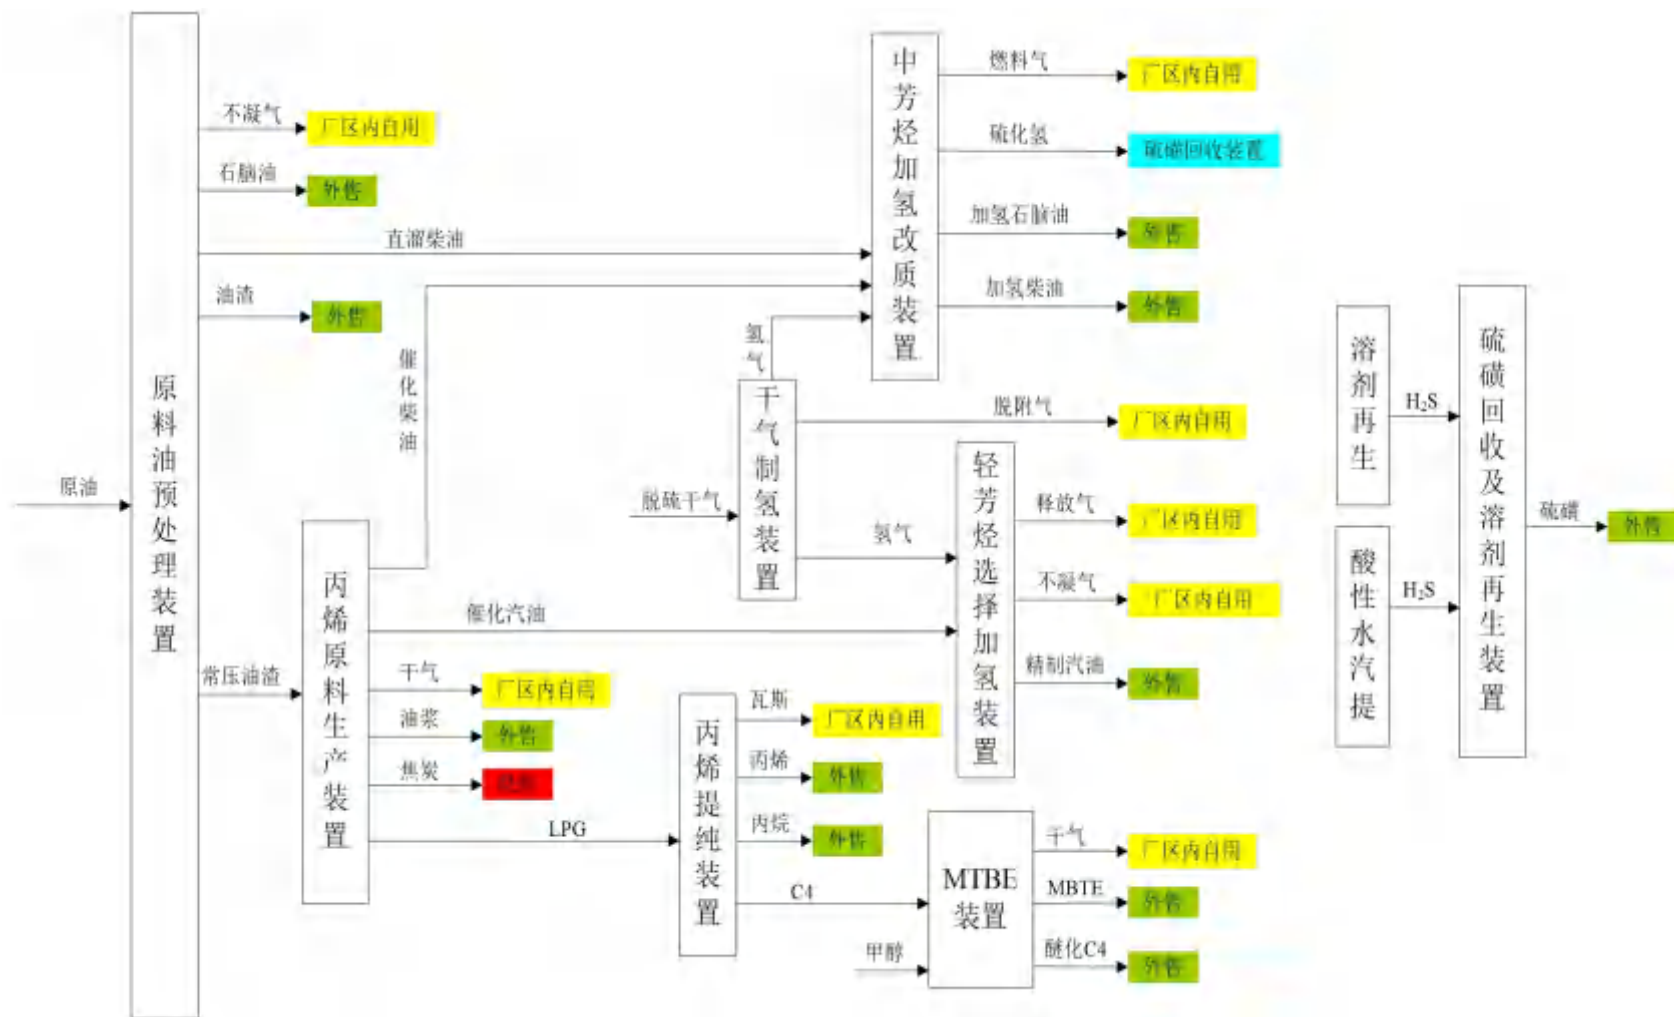 原油
原料油预处理装置
不凝气
厂区内自用
石脑油
外售
直溜柴油
油渣
外售
常压油渣
丙烯原料生产装置
催化柴油
催化汽油
干气
厂区内自用
油浆
外售
焦炭
LPG
丙烯提纯装置
瓦斯
厂区内自用
丙烯
外售
丙烷
外售
C4
甲醇
MTBE
装置
干气
厂区内自用
MBTE
外售
醚化C4
外售
脱硫干气
干气制氢装置
氢气
脱附气
厂区内自用
氢气
中芳烃加氢改质装置
燃料气
厂区内自用
硫化氢
硫磺回收装置
加氢石脑油
外售
加氢柴油
外售
轻芳烃选择加氢装置
释放气
厂区内自用
不凝气
厂区内自用
精制汽油
外售
溶剂再生
H₂S
酸性水汽提
H₂S
硫磺回收及溶剂再生装置
硫磺
外售